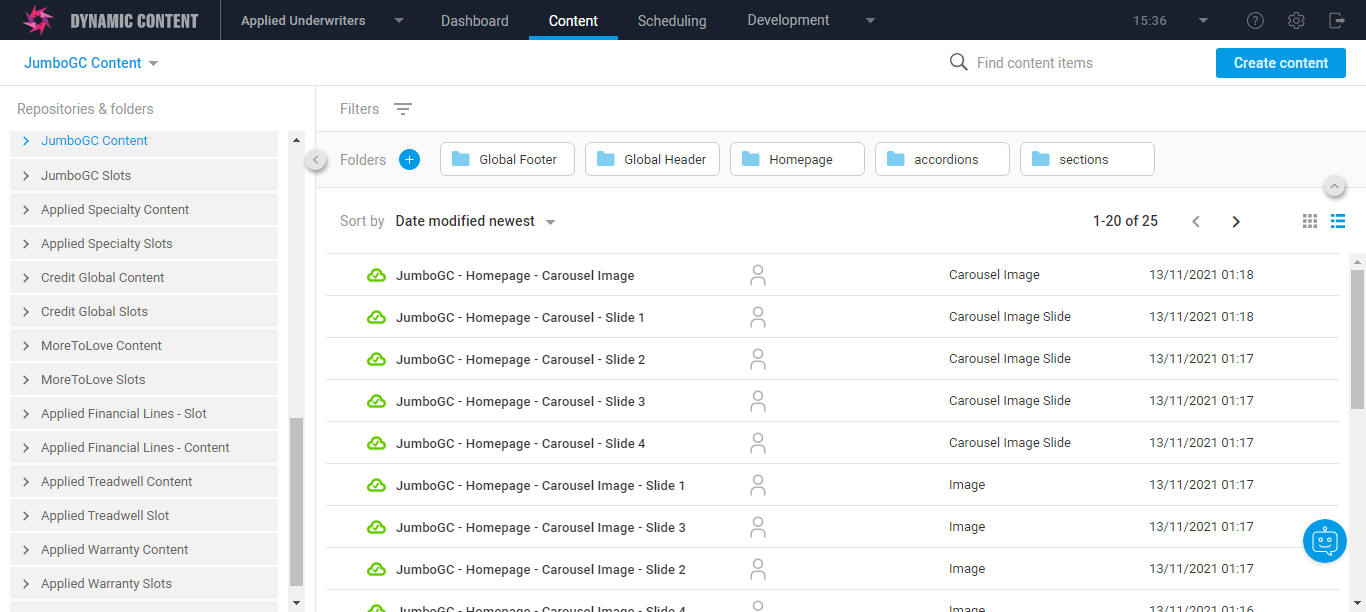 DYNAMIC CONTENT
Applied Underwriters
Dashboard
Content
Scheduling
Development
15:36
JumboGC Content
Find content items
Create content
Repositories & folders
JumboGC Content
JumboGC Slots
Applied Specialty Content
Applied Specialty Slots
Credit Global Content
Credit Global Slots
MoreToLove Content
MoreToLove Slots
Applied Financial Lines - Slot
Applied Financial Lines - Content
Applied Treadwell Content
Applied Treadwell Slot
Applied Warranty Content
Applied Warranty Slots
Filters
Folders
Global Footer
Global Header
Homepage
accordions
sections
Sort by Date modified newest
1-20 of 25
JumboGC - Homepage - Carousel Image Carousel Image 13/11/2021 01:18
JumboGC - Homepage - Carousel - Slide 1 Carousel Image Slide 13/11/2021 01:18
JumboGC - Homepage - Carousel - Slide 2 Carousel Image Slide 13/11/2021 01:17
JumboGC - Homepage - Carousel - Slide 3 Carousel Image Slide 13/11/2021 01:17
JumboGC - Homepage - Carousel - Slide 4 Carousel Image Slide 13/11/2021 01:17
JumboGC - Homepage - Carousel Image - Slide 1 Image 13/11/2021 01:17
JumboGC - Homepage - Carousel Image - Slide 3 Image 13/11/2021 01:17
JumboGC - Homepage - Carousel Image - Slide 2 Image 13/11/2021 01:17
JumboGC - Homepage - Carousel Image - Slide 4 Image 13/11/2021 01:16